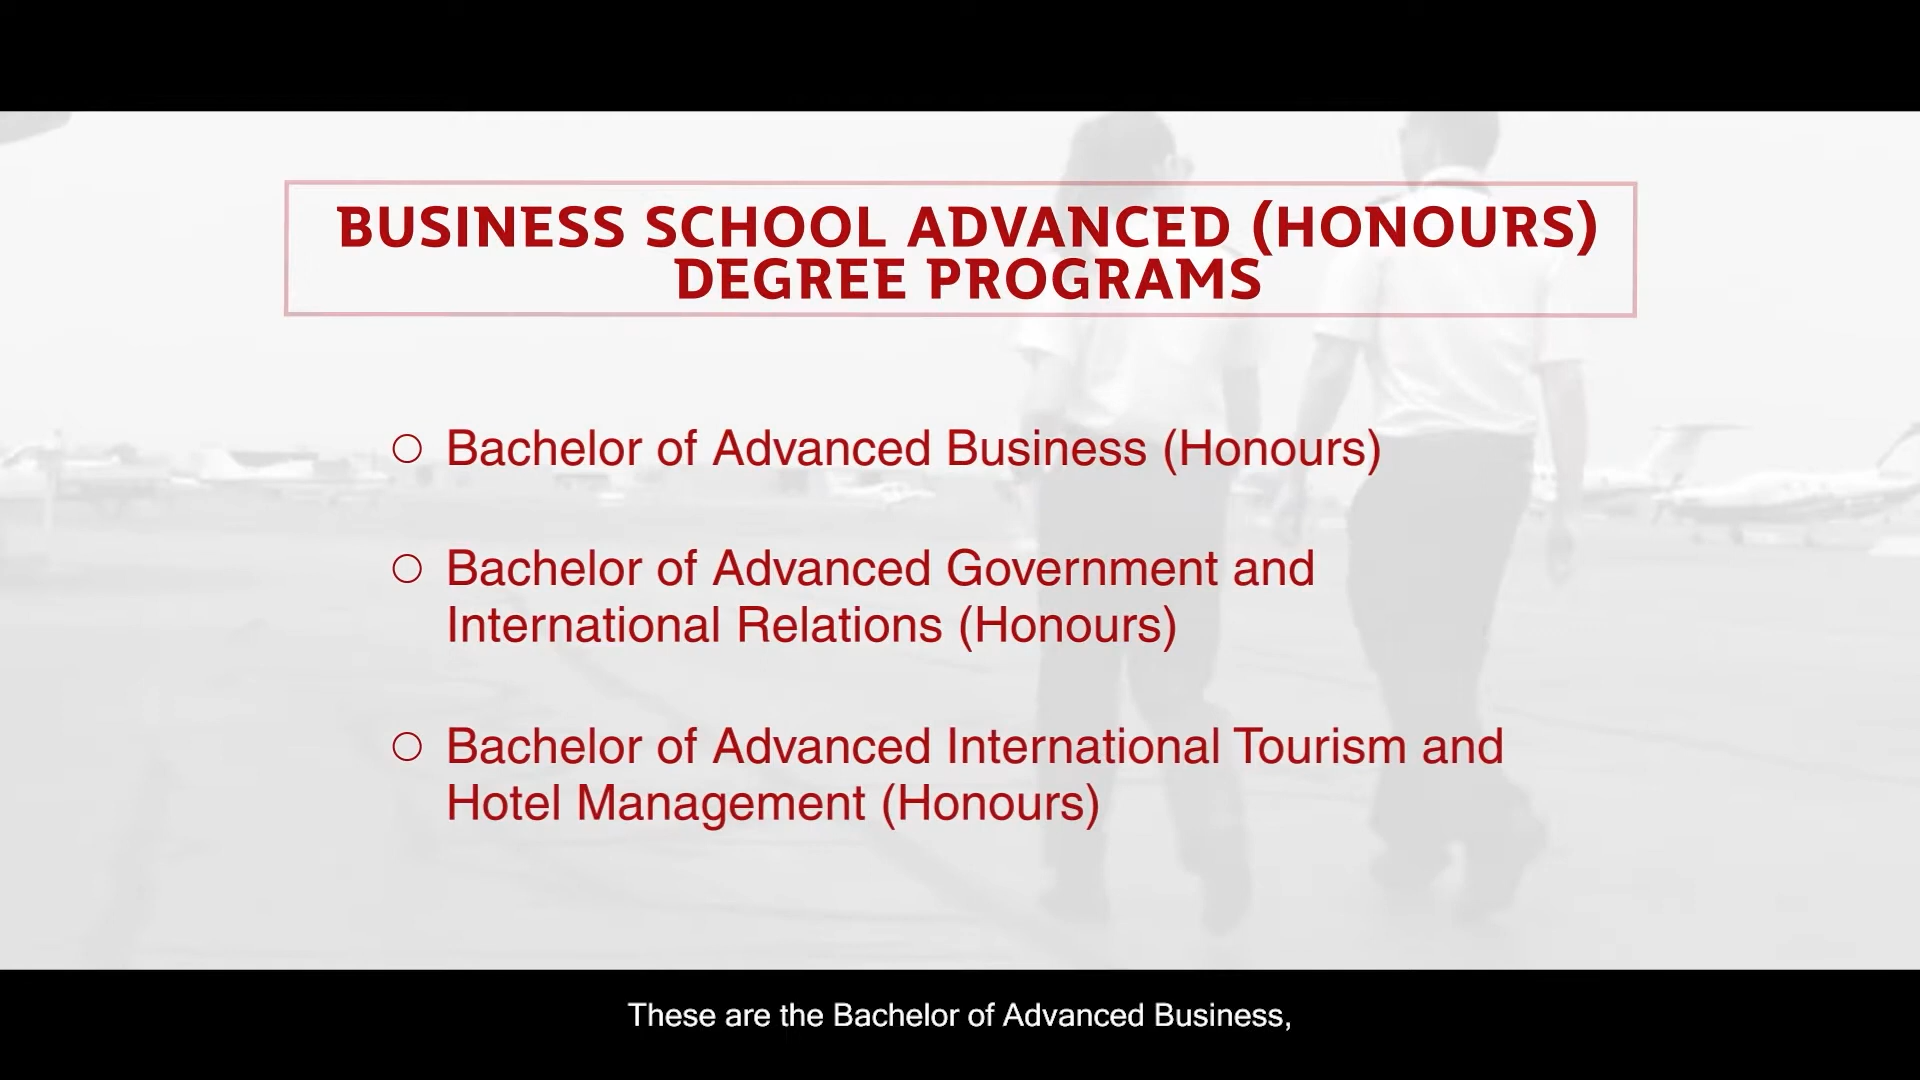 BUSINESS SCHOOL ADVANCED (HONOURS)
DEGREE PROGRAMS
Bachelor of Advanced Business (Honours)
Bachelor of Advanced Government and
International Relations (Honours)
Bachelor of Advanced International Tourism and
Hotel Management (Honours)
These are the Bachelor of Advanced Business,